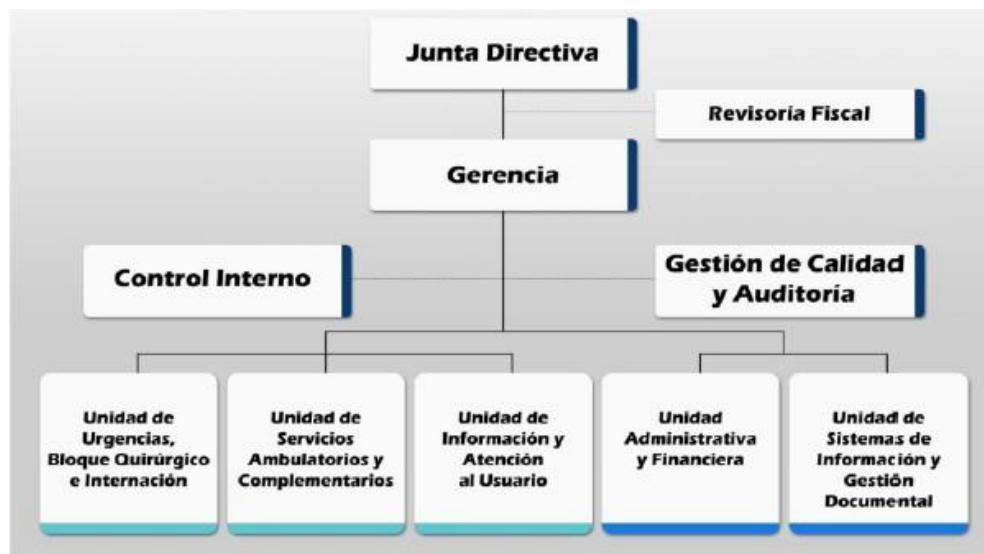 Junta Directiva
Revisoría Fiscal
Gerencia
Control Interno
Gestión de Calidad
y Auditoría
Unidad de
Urgencias,
Bloque Quirúrgico
e Internación
Unidad de
Servicios
Ambulatorios y
Complementarios
Unidad de
Información y
Atención
al Usuario
Unidad
Administrativa
y Financiera
Unidad de
Sistemas de
Información y
Gestión
Documental